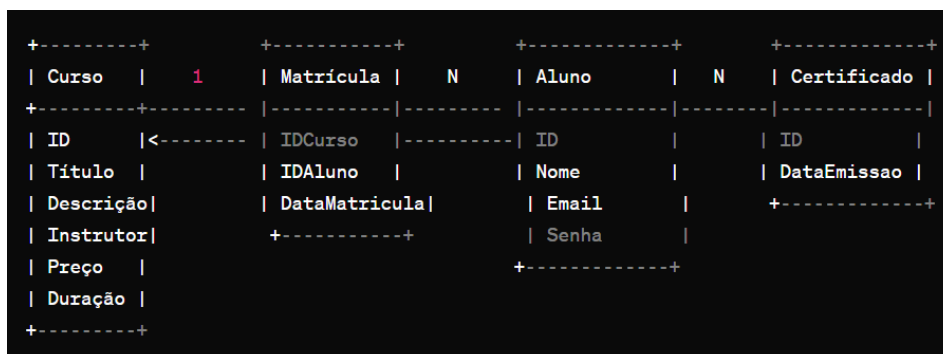 +---------+ +-----------+ +-------------+ +-------------+
| Curso | 1 | Matrícula | N | Aluno | N | Certificado |
+---------+--------- |-----------|--------- |-------------|--------|-------------|
| ID |<-------- | IDCurso |----------| ID | | ID |
| Título | | IDAluno | | Nome | | DataEmissao |
| Descrição| | DataMatricula| | Email | +-------------+
| Instrutor| +-----------+ | Senha |
| Preço | +-------------+
| Duração |
+---------+